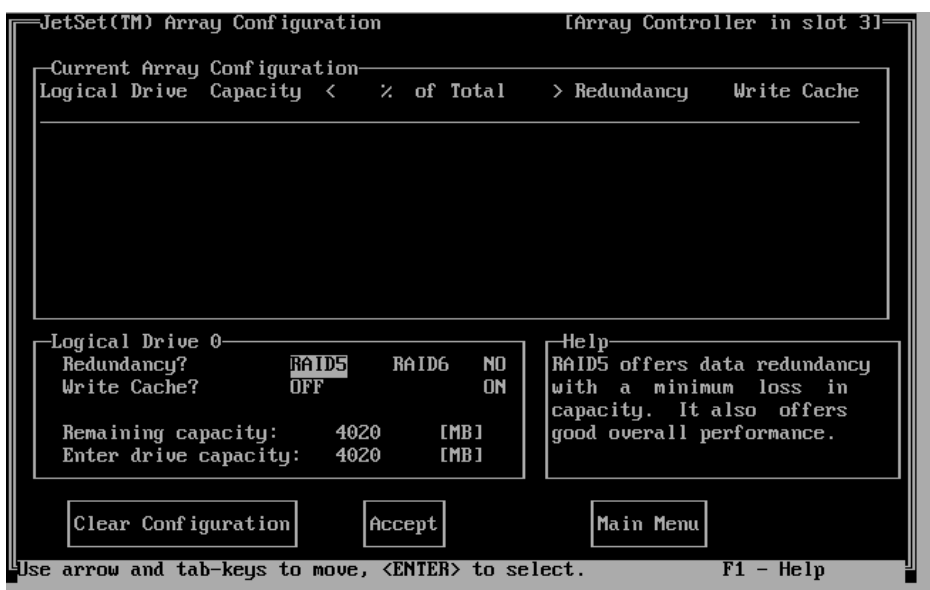 JetSet(TM) Array Configuration [Array Controller in slot 3]
Current Array Configuration
Logical Drive Capacity < % of Total > Redundancy Write Cache
Logical Drive 0
Redundancy? RAID5 RAID6 NO
Write Cache? OFF ON
Remaining capacity: 4020 [MB]
Enter drive capacity: 4020 [MB]
Help
RAID5 offers data redundancy
with a minimum loss in
capacity. It also offers
good overall performance.
Clear Configuration Accept Main Menu
Use arrow and tab-keys to move, <ENTER> to select. F1 - Help